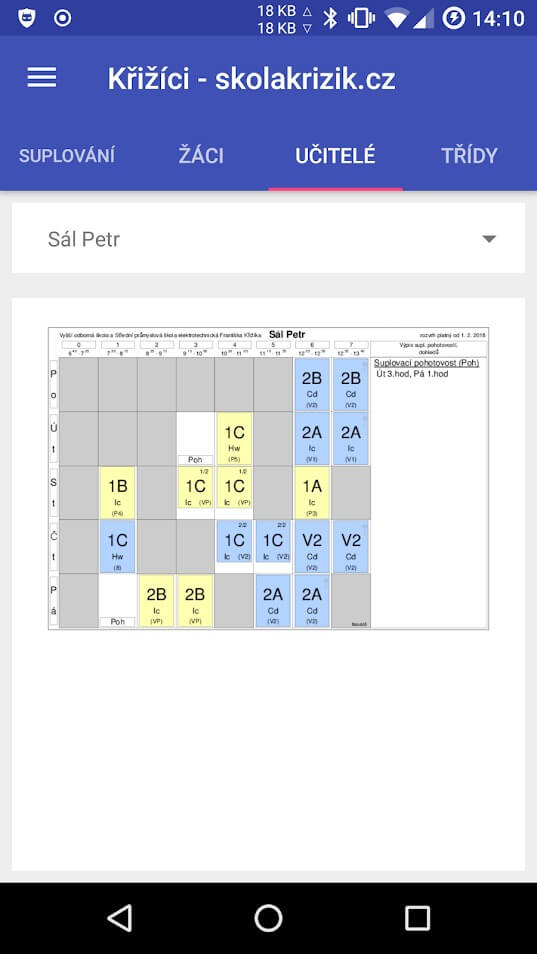 18 KB
18 KB
14:10
Křižíci - skolakrizik.cz
SUPLOVÁNÍ ŽÁCI UČITELÉ TŘÍDY
Sál Petr
Vyšší odborná škola a Střední průmyslová škola elektrotechnická Františka Křižíka Sál Petr rozvrh platný od 1. 2. 2018
0 1 2 3 4 5 6 7 Výpis supl. pohotovostí,
dohledů
Suplovací pohotovost (Poh)
Út 3.hod, Pá 1.hod
Po
2B 2B
Cd Cd
(V2) (V2)
Út
1C 2A 2A
Hw Ic Ic
Poh (P5) (V1) (V1)
St
1/2 1/2
1B 1C 1C 1A
Ic Ic (VP) Ic (VP) Ic
(P4) (P3)
Čt
2/2 2/2
1C 1C 1C V2 V2
Hw Ic (V2) Ic (V2) Cd Cd
(8) (V2) (V2)
Pá
2B 2B 2A 2A
Ic Ic Cd Cd
Poh (VP) (VP) (V2) (V2)